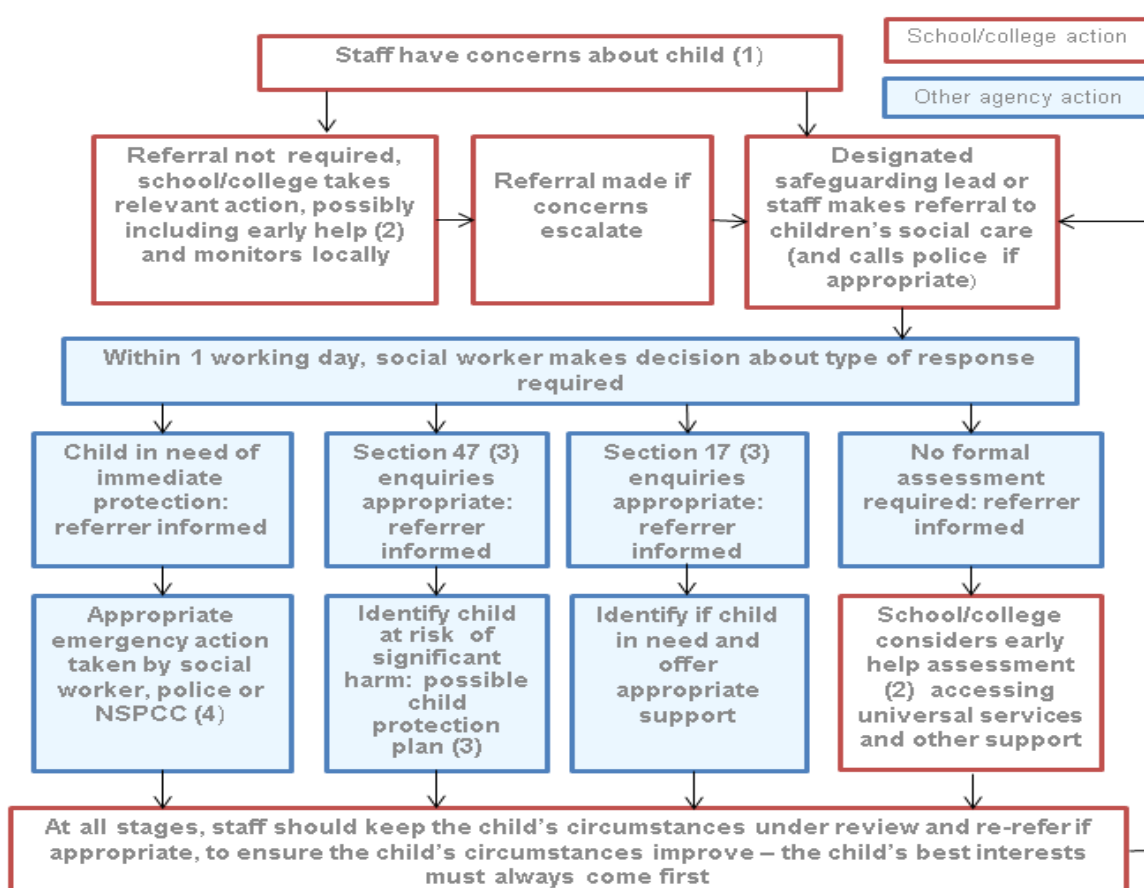 School/college action
Staff have concerns about child (1)
Other agency action
Referral not required,
school/college takes
relevant action, possibly
including early help (2)
and monitors locally
Referral made if
concerns
escalate
Designated
safeguarding lead or
staff makes referral to
children’s social care
(and calls police if
appropriate)
Within 1 working day, social worker makes decision about type of response
required
Child in need of
immediate
protection:
referrer informed
Section 47 (3)
enquiries
appropriate:
referrer
informed
Section 17 (3)
enquiries
appropriate:
referrer
informed
No formal
assessment
required: referrer
informed
Appropriate
emergency action
taken by social
worker, police or
NSPCC (4)
Identify child
at risk of
significant
harm: possible
child
protection
plan (3)
Identify if child
in need and
offer
appropriate
support
School/college
considers early
help assessment
(2) accessing
universal services
and other support
At all stages, staff should keep the child’s circumstances under review and re-refer if
appropriate, to ensure the child’s circumstances improve – the child’s best interests
must always come first